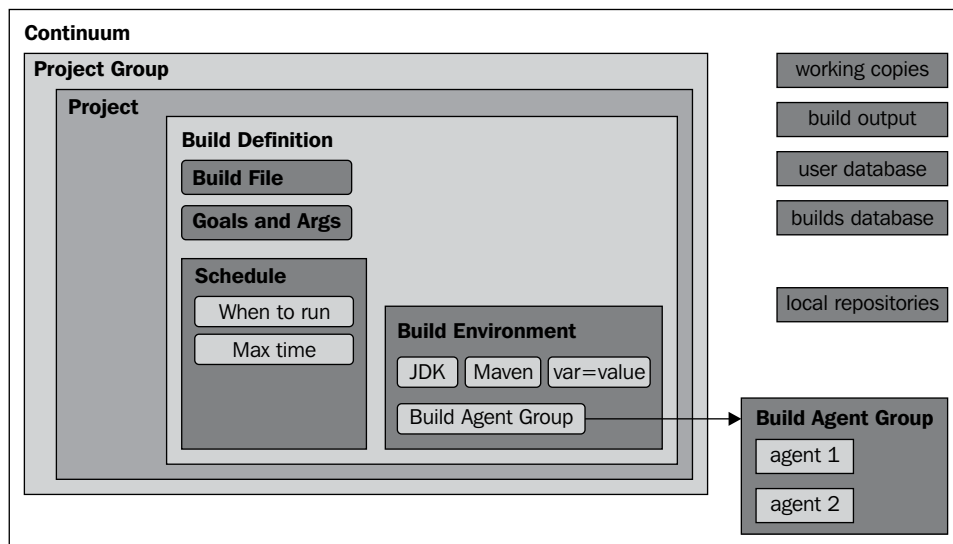 Continuum
Project Group
Project
Build Definition
Build File
Goals and Args
Schedule
When to run
Max time
Build Environment
JDK
Maven
var=value
Build Agent Group
working copies
build output
user database
builds database
local repositories
Build Agent Group
agent 1
agent 2